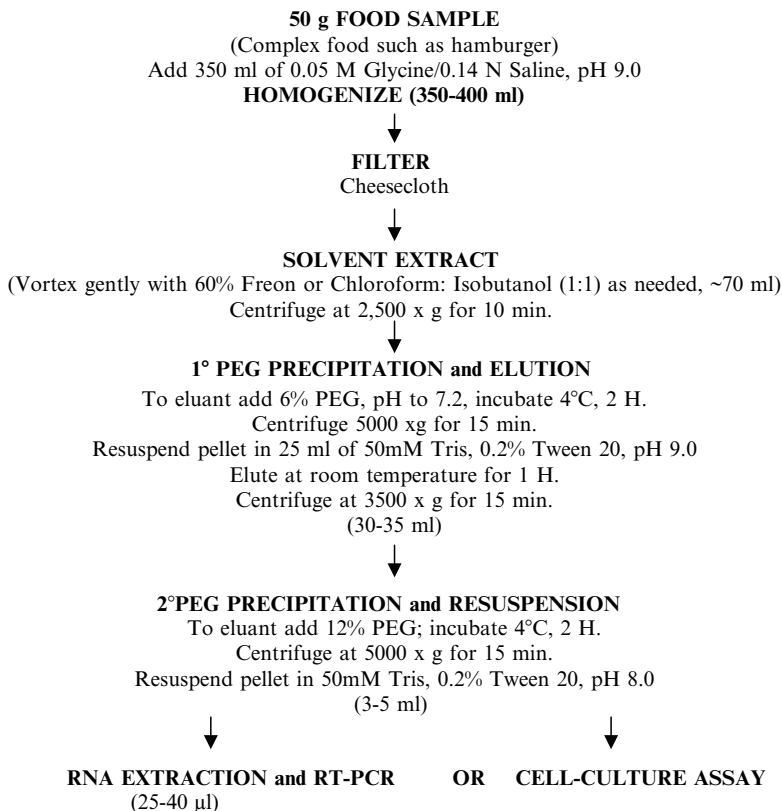 50 g FOOD SAMPLE
(Complex food such as hamburger)
Add 350 ml of 0.05 M Glycine/0.14 N Saline, pH 9.0
HOMOGENIZE (350-400 ml)
FILTER
Cheesecloth
SOLVENT EXTRACT
(Vortex gently with 60% Freon or Chloroform: Isobutanol (1:1) as needed, ~70 ml)
Centrifuge at 2,500 x g for 10 min.
1° PEG PRECIPITATION and ELUTION
To eluant add 6% PEG, pH to 7.2, incubate 4°C, 2 H.
Centrifuge 5000 xg for 15 min.
Resuspend pellet in 25 ml of 50mM Tris, 0.2% Tween 20, pH 9.0
Elute at room temperature for 1 H.
Centrifuge at 3500 x g for 15 min.
(30-35 ml)
2°PEG PRECIPITATION and RESUSPENSION
To eluant add 12% PEG; incubate 4°C, 2 H.
Centrifuge at 5000 x g for 15 min.
Resuspend pellet in 50mM Tris, 0.2% Tween 20, pH 8.0
(3-5 ml)
RNA EXTRACTION and RT-PCR OR CELL-CULTURE ASSAY
(25-40 µl)